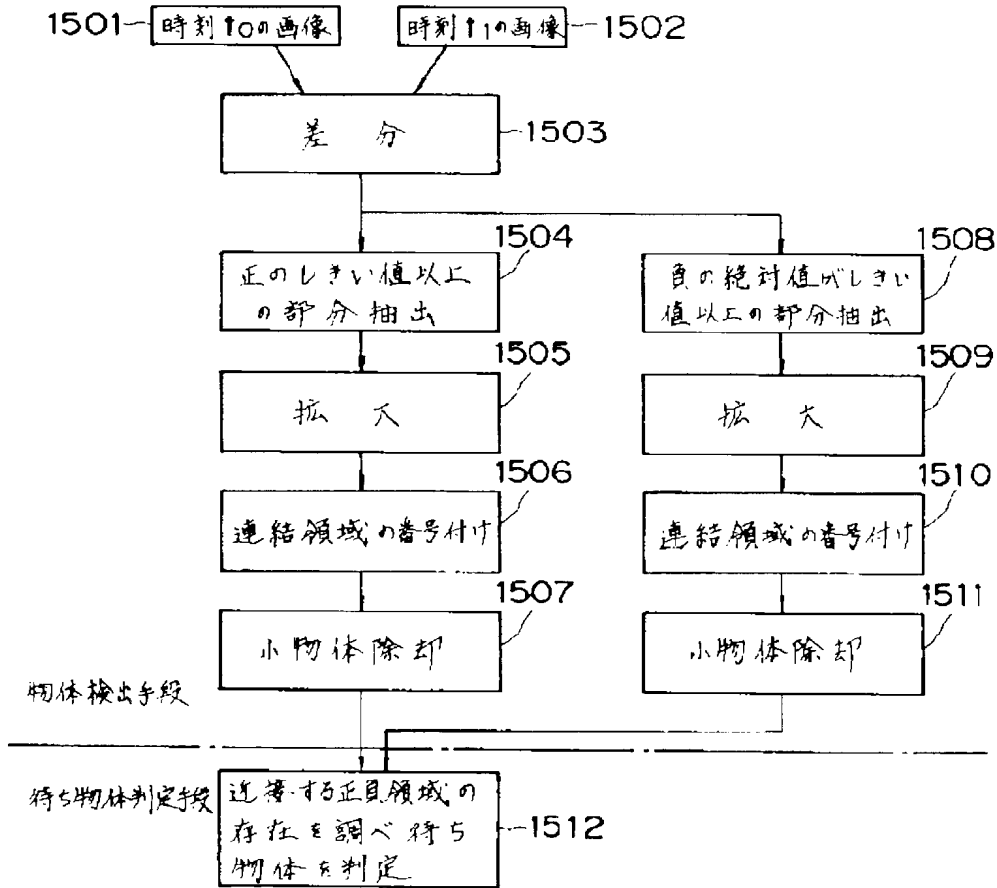 1501
時刻t0の画像
時刻t1の画像
1502
差分
1503
1504
正のしきい値以上
の部分抽出
1508
負の絶対値がしきい
値以上の部分抽出
1505
拡大
1509
拡大
1506
連結領域の番号付け
1510
連結領域の番号付け
1507
小物体除却
1511
小物体除却
物体検出手段
待ち物体判定手段
近接する正負領域の
存在を調べ待ち
物体を判定
1512